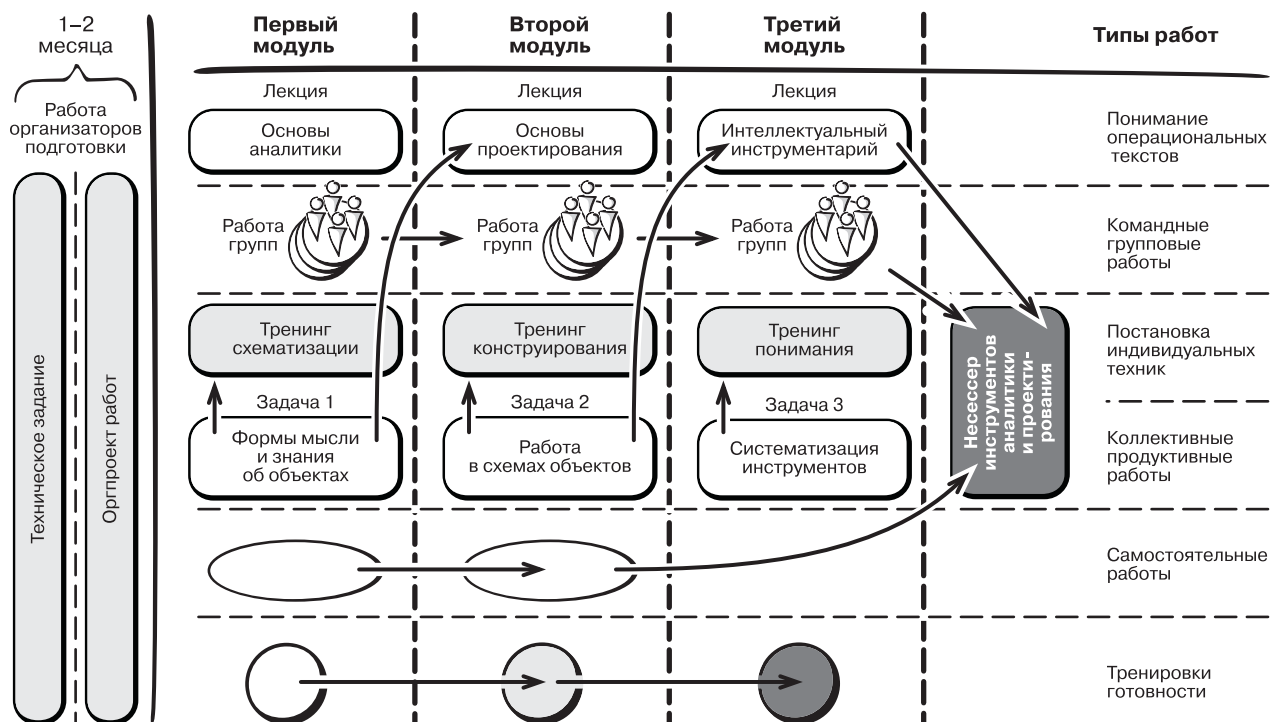 1–2
месяца
Работа
организаторов
подготовки
Техническое задание
Оргпроект работ
Первый
модуль
Второй
модуль
Третий
модуль
Типы работ
Лекция
Основы
аналитики
Лекция
Основы
проектирования
Лекция
Интеллектуальный
инструментарий
Понимание
операциональных
текстов
Работа
групп
Работа
групп
Работа
групп
Командные
групповые
работы
Тренинг
схематизации
Тренинг
конструирования
Тренинг
понимания
Постановка
индивидуальных
техник
Задача 1
Формы мысли
и знания
об объектах
Задача 2
Работа
в схемах объектов
Задача 3
Систематизация
инструментов
Несессер
инструментов
аналитики
и проекти-
рования
Коллективные
продуктивные
работы
Самостоятельные
работы
Тренировки
готовности